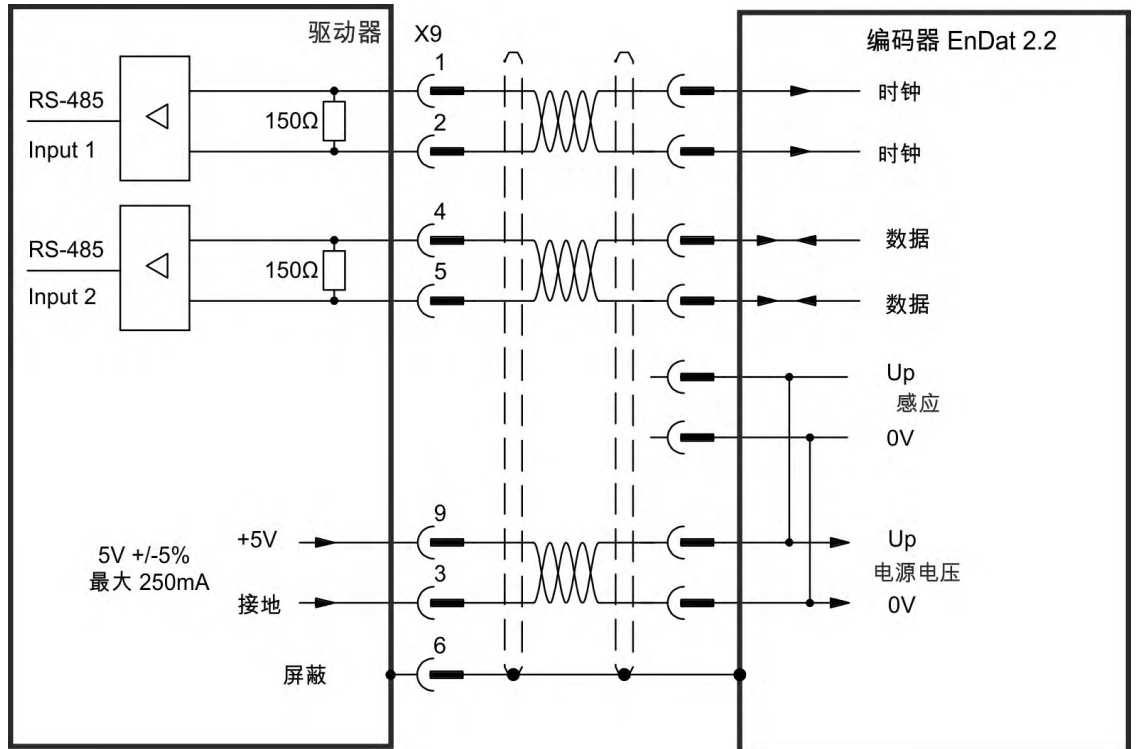 驱动器
X9
编码器 EnDat 2.2
1
RS-485
150Ω
时钟
2
Input 1
时钟
4
RS-485
数据
150Ω
5
Input 2
数据
Up
感应
0V
9
+5V
Up
5V +/-5%
最大 250mA
电源电压
3
接地
0V
6
屏蔽